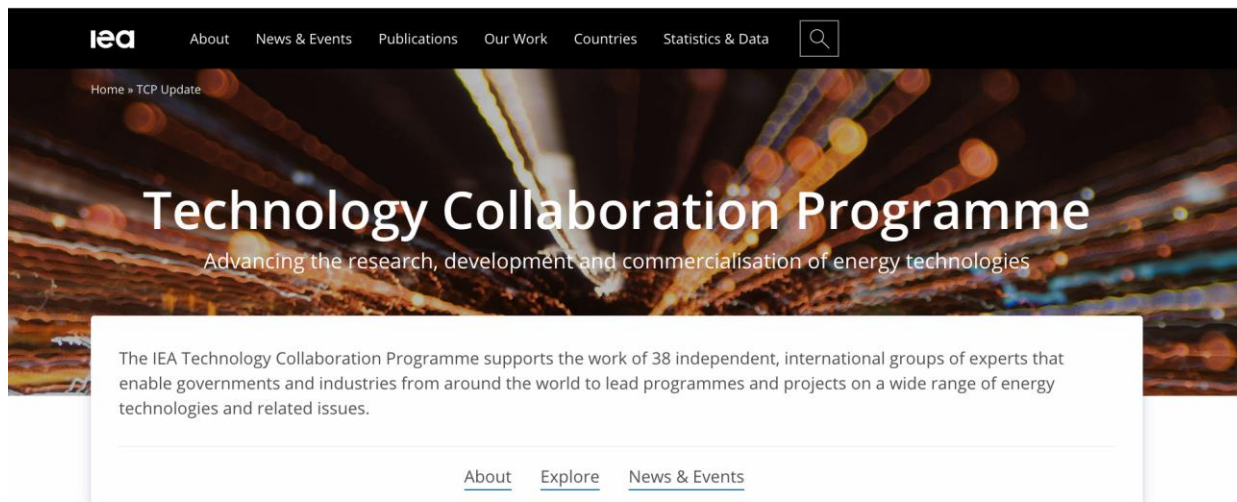 iea
About News & Events Publications Our Work Countries Statistics & Data
Home » TCP Update
Technology Collaboration Programme
Advancing the research, development and commercialisation of energy technologies
The IEA Technology Collaboration Programme supports the work of 38 independent, international groups of experts that
enable governments and industries from around the world to lead programmes and projects on a wide range of energy
technologies and related issues.
About Explore News & Events